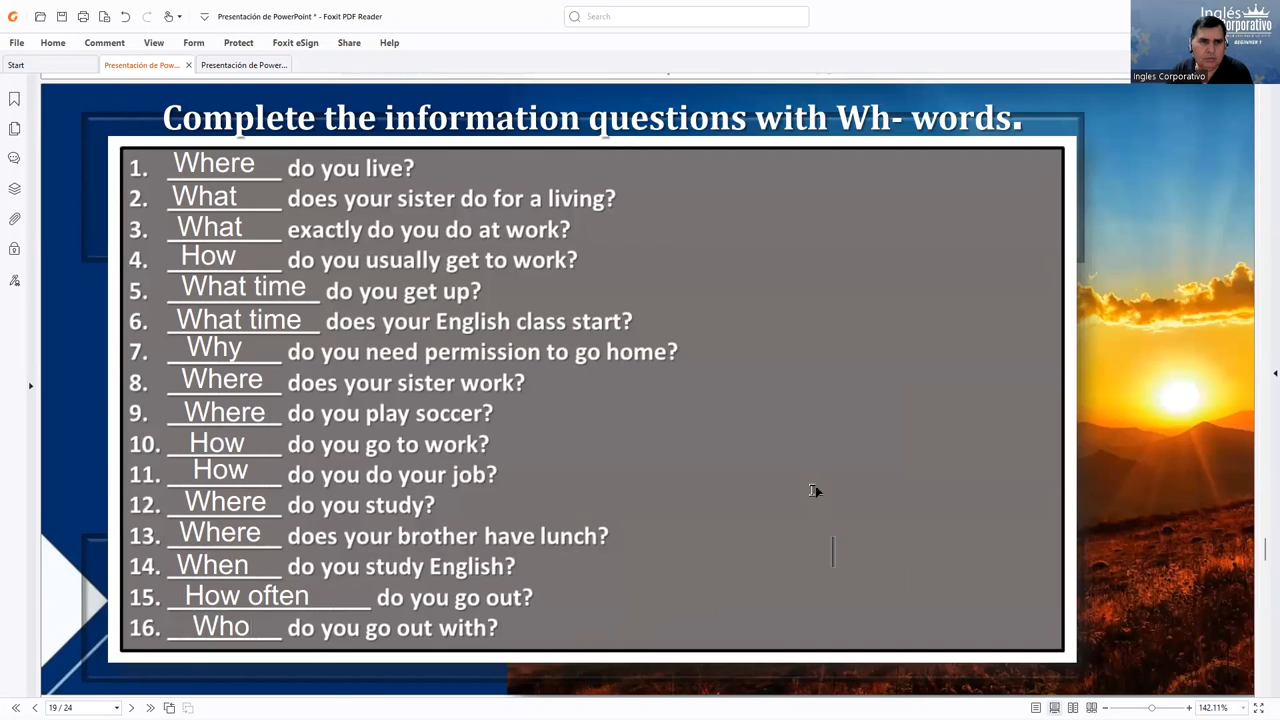 Presentación de PowerPoint * - Foxit PDF Reader
Search
File Home Comment View Form Protect Foxit eSign Share Help
Start Presentación de Pow... Presentación de Power...
Inglés
Corporativo
BEGINNER 1
Ingles Corporativo
Complete the information questions with Wh- words.
1. Where do you live?
2. What does your sister do for a living?
3. What exactly do you do at work?
4. How do you usually get to work?
5. What time do you get up?
6. What time does your English class start?
7. Why do you need permission to go home?
8. Where does your sister work?
9. Where do you play soccer?
10. How do you go to work?
11. How do you do your job?
12. Where do you study?
13. Where does your brother have lunch?
14. When do you study English?
15. How often do you go out?
16. Who do you go out with?
19 / 24
142.11%